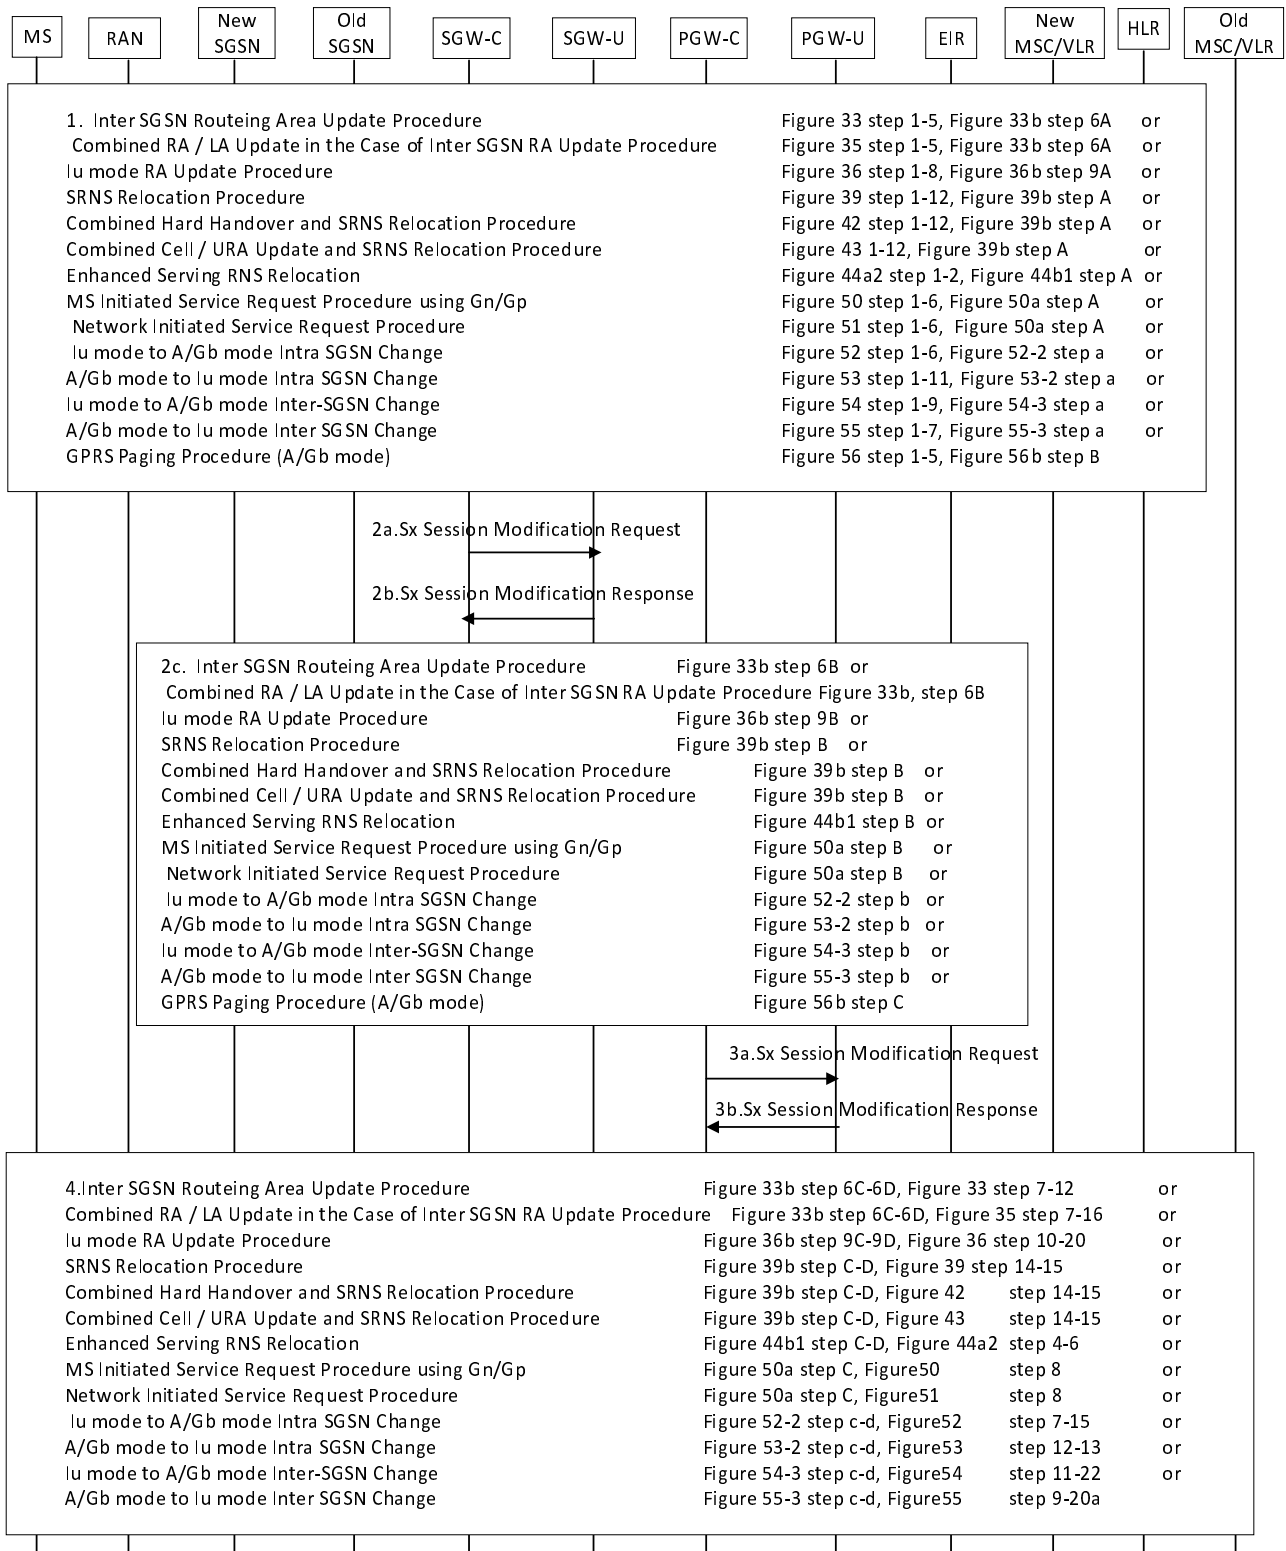 MS
RAN
New
SGSN
Old
SGSN
SGW-C
SGW-U
PGW-C
PGW-U
EIR
New
MSC/VLR
HLR
Old
MSC/VLR
1. Inter SGSN Routeing Area Update Procedure Figure 33 step 1-5, Figure 33b step 6A or
Combined RA / LA Update in the Case of Inter SGSN RA Update Procedure Figure 35 step 1-5, Figure 33b step 6A or
Iu mode RA Update Procedure Figure 36 step 1-8, Figure 36b step 9A or
SRNS Relocation Procedure Figure 39 step 1-12, Figure 39b step A or
Combined Hard Handover and SRNS Relocation Procedure Figure 42 step 1-12, Figure 39b step A or
Combined Cell / URA Update and SRNS Relocation Procedure Figure 43 1-12, Figure 39b step A or
Enhanced Serving RNS Relocation Figure 44a2 step 1-2, Figure 44b1 step A or
MS Initiated Service Request Procedure using Gn/Gp Figure 50 step 1-6, Figure 50a step A or
Network Initiated Service Request Procedure Figure 51 step 1-6, Figure 50a step A or
Iu mode to A/Gb mode Intra SGSN Change Figure 52 step 1-6, Figure 52-2 step a or
A/Gb mode to Iu mode Intra SGSN Change Figure 53 step 1-11, Figure 53-2 step a or
Iu mode to A/Gb mode Inter-SGSN Change Figure 54 step 1-9, Figure 54-3 step a or
A/Gb mode to Iu mode Inter SGSN Change Figure 55 step 1-7, Figure 55-3 step a or
GPRS Paging Procedure (A/Gb mode) Figure 56 step 1-5, Figure 56b step B
2a.Sx Session Modification Request
2b.Sx Session Modification Response
2c. Inter SGSN Routeing Area Update Procedure Figure 33b step 6B or
Combined RA / LA Update in the Case of Inter SGSN RA Update Procedure Figure 33b, step 6B
Iu mode RA Update Procedure Figure 36b step 9B or
SRNS Relocation Procedure Figure 39b step B or
Combined Hard Handover and SRNS Relocation Procedure Figure 39b step B or
Combined Cell / URA Update and SRNS Relocation Procedure Figure 39b step B or
Enhanced Serving RNS Relocation Figure 44b1 step B or
MS Initiated Service Request Procedure using Gn/Gp Figure 50a step B or
Network Initiated Service Request Procedure Figure 50a step B or
Iu mode to A/Gb mode Intra SGSN Change Figure 52-2 step b or
A/Gb mode to Iu mode Intra SGSN Change Figure 53-2 step b or
Iu mode to A/Gb mode Inter-SGSN Change Figure 54-3 step b or
A/Gb mode to Iu mode Inter SGSN Change Figure 55-3 step b or
GPRS Paging Procedure (A/Gb mode) Figure 56b step C
3a.Sx Session Modification Request
3b.Sx Session Modification Response
4.Inter SGSN Routeing Area Update Procedure Figure 33b step 6C-6D, Figure 33 step 7-12 or
Combined RA / LA Update in the Case of Inter SGSN RA Update Procedure Figure 33b step 6C-6D, Figure 35 step 7-16 or
Iu mode RA Update Procedure Figure 36b step 9C-9D, Figure 36 step 10-20 or
SRNS Relocation Procedure Figure 39b step C-D, Figure 39 step 14-15 or
Combined Hard Handover and SRNS Relocation Procedure Figure 39b step C-D, Figure 42 step 14-15 or
Combined Cell / URA Update and SRNS Relocation Procedure Figure 39b step C-D, Figure 43 step 14-15 or
Enhanced Serving RNS Relocation Figure 44b1 step C-D, Figure 44a2 step 4-6 or
MS Initiated Service Request Procedure using Gn/Gp Figure 50a step C, Figure50 step 8 or
Network Initiated Service Request Procedure Figure 50a step C, Figure51 step 8 or
Iu mode to A/Gb mode Intra SGSN Change Figure 52-2 step c-d, Figure52 step 7-15 or
A/Gb mode to Iu mode Intra SGSN Change Figure 53-2 step c-d, Figure53 step 12-13 or
Iu mode to A/Gb mode Inter-SGSN Change Figure 54-3 step c-d, Figure54 step 11-22 or
A/Gb mode to Iu mode Inter SGSN Change Figure 55-3 step c-d, Figure55 step 9-20a